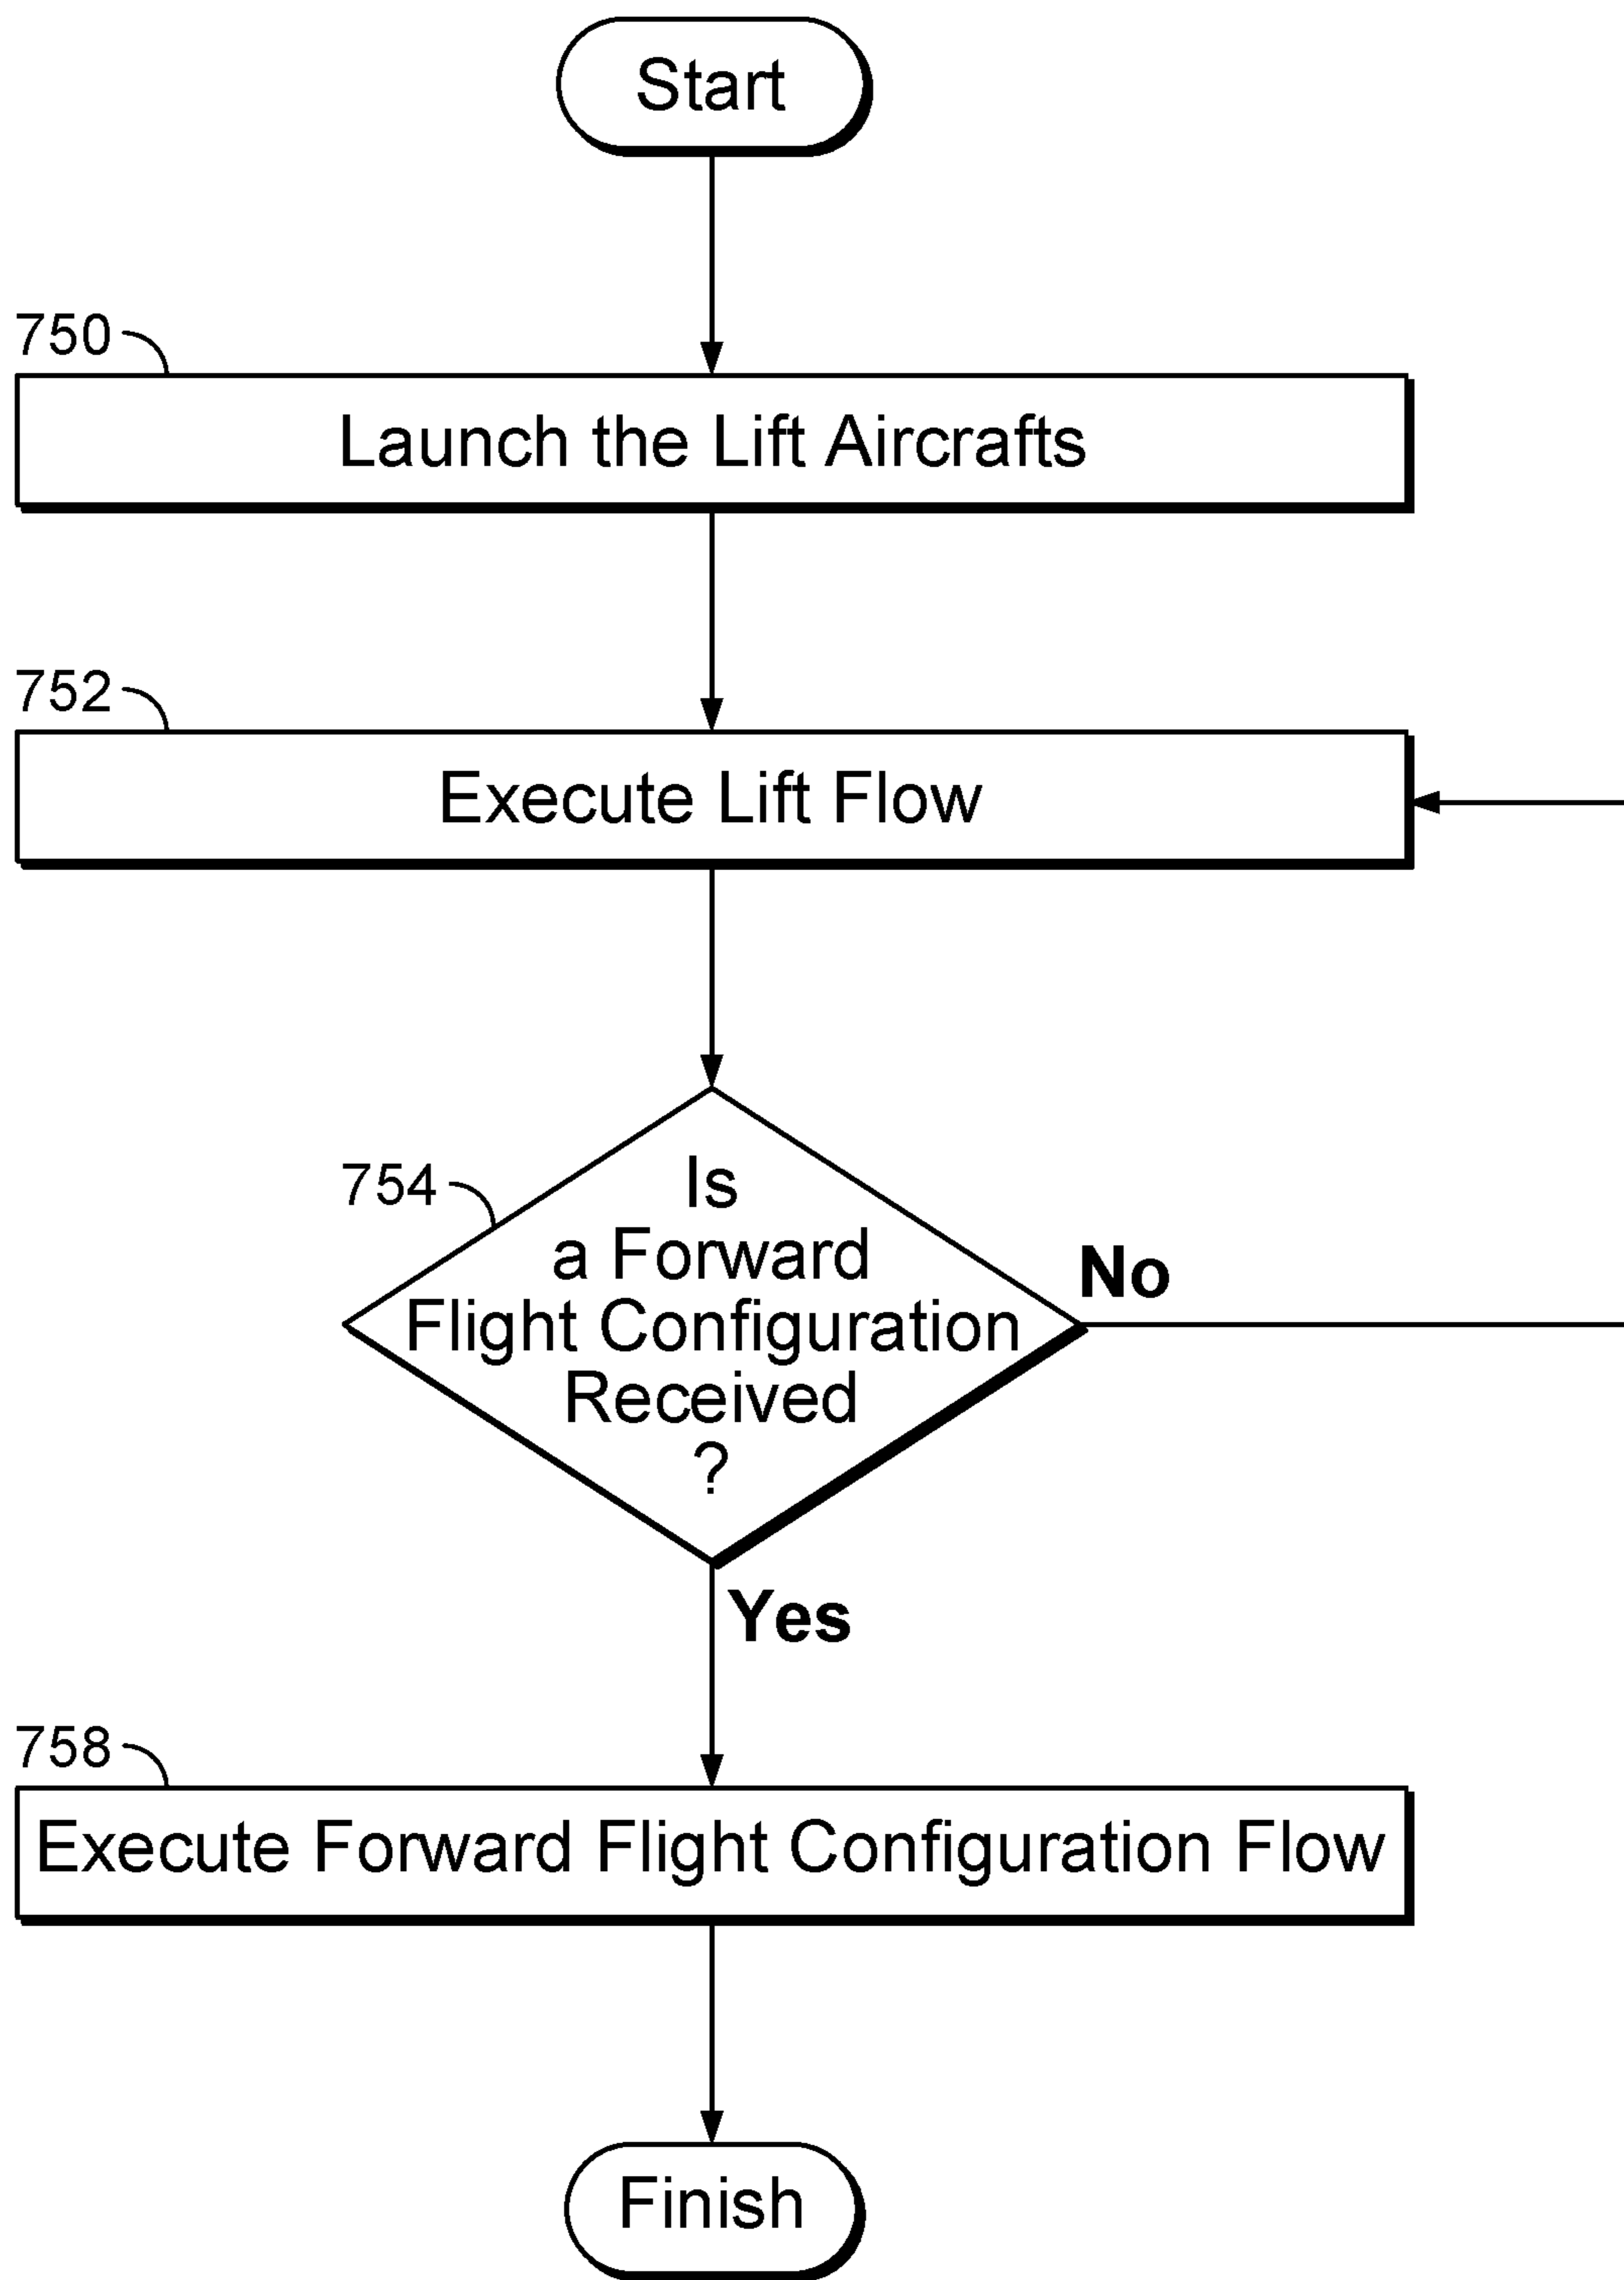 Start
750
Launch the Lift Aircrafts
752
Execute Lift Flow
754
Is
a Forward
Flight Configuration
Received
?
No
Yes
758
Execute Forward Flight Configuration Flow
Finish